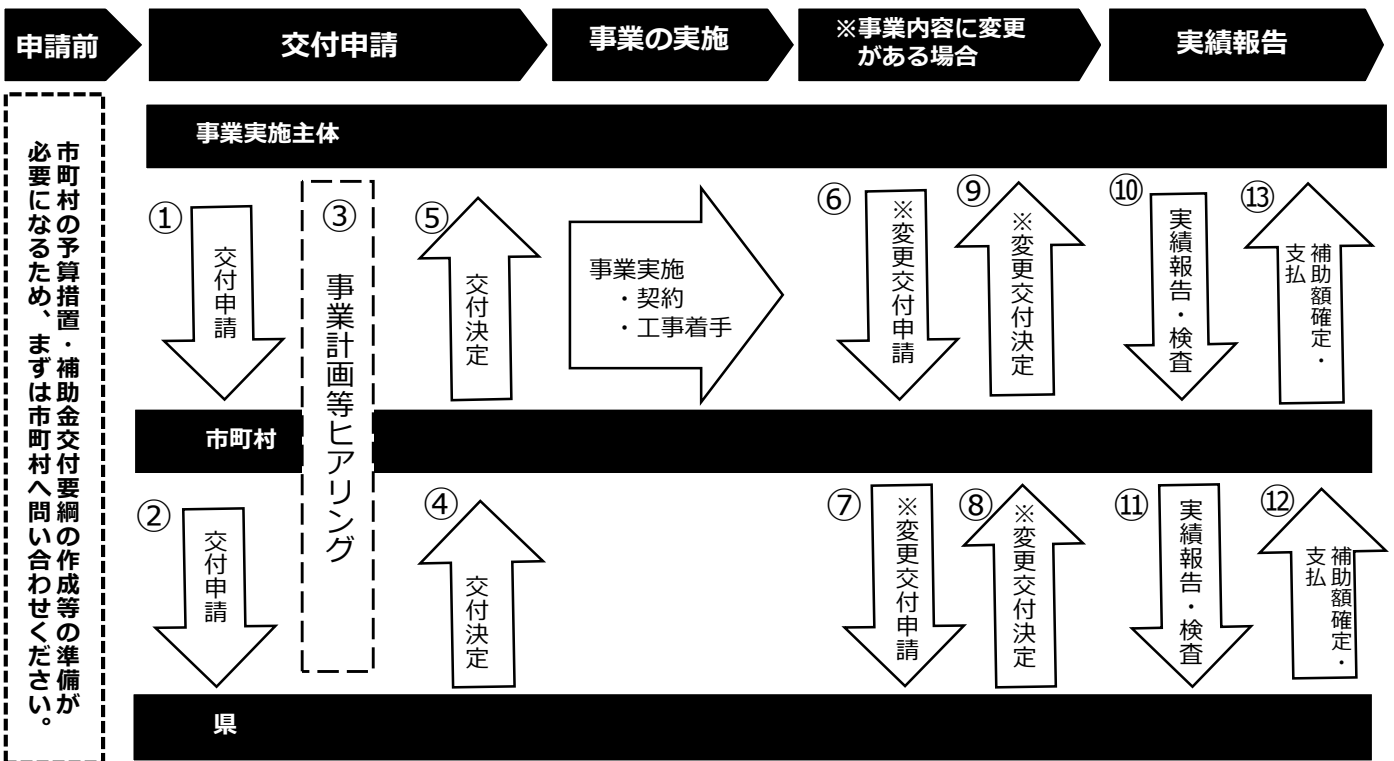 申請前
交付申請
事業の実施
※事業内容に変更
がある場合
実績報告
市町村の予算措置・補助金交付要綱の作成等の準備が
必要になるため、まずは市町村へ問い合わせください。
事業実施主体
①
交付申請
③
事業計画等ヒアリング
⑤
交付決定
事業実施
・契約
・工事着手
⑥
※変更交付申請
⑨
※変更交付決定
⑩
実績報告・検査
⑬
補助額確定・
支払
市町村
②
交付申請
④
交付決定
⑦
※変更交付申請
⑧
※変更交付決定
⑪
実績報告・検査
⑫
補助額確定・
支払
県